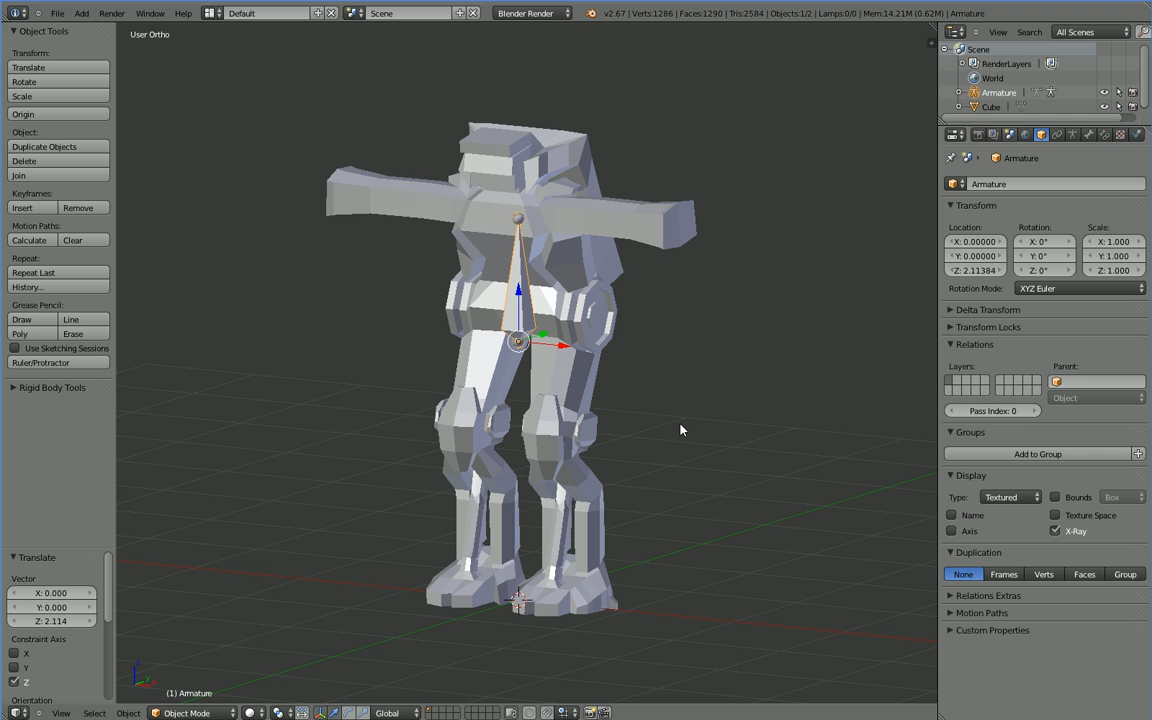 File Add Render Window Help Default Scene Blender Render v2.67 | Verts:1286 | Faces:1290 | Tris:2584 | Objects:1/2 | Lamps:0/0 | Mem:14.21M (0.62M) | Armature
Object Tools
Transform:
Translate
Rotate
Scale
Origin
Object:
Duplicate Objects
Delete
Join
Keyframes:
Insert Remove
Motion Paths:
Calculate Clear
Repeat:
Repeat Last
History...
Grease Pencil:
Draw Line
Poly Erase
Use Sketching Sessions
Ruler/Protractor
Rigid Body Tools
Translate
Vector
X: 0.000
Y: 0.000
Z: 2.114
Constraint Axis
X
Y
Z
Orientation
User Ortho
(1) Armature
View Select Object Object Mode Global
View Search All Scenes
Scene
RenderLayers
World
Armature
Cube
Armature
Armature
Transform
Location: Rotation: Scale:
X: 0.00000 X: 0° X: 1.000
Y: 0.00000 Y: 0° Y: 1.000
Z: 2.11384 Z: 0° Z: 1.000
Rotation Mode: XYZ Euler
Delta Transform
Transform Locks
Relations
Layers: Parent:
Object
Pass Index: 0
Groups
Add to Group
Display
Type: Textured Bounds Box
Name Texture Space
Axis X-Ray
Duplication
None Frames Verts Faces Group
Relations Extras
Motion Paths
Custom Properties